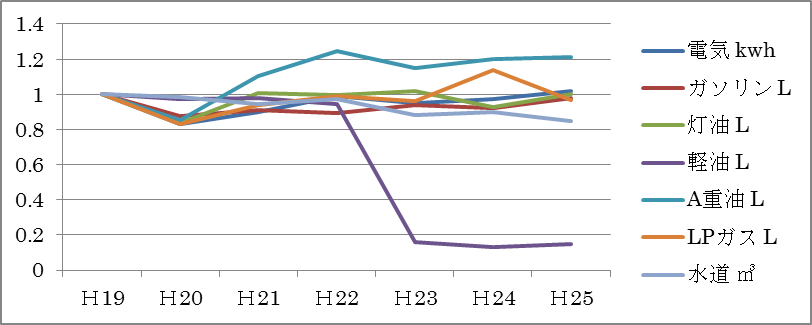 1.4
1.2
1
0.8
0.6
0.4
0.2
0
H19 H20 H21 H22 H23 H24 H25
電気 kwh
ガソリン L
灯油 L
軽油 L
A重油 L
LPガス L
水道 ㎥